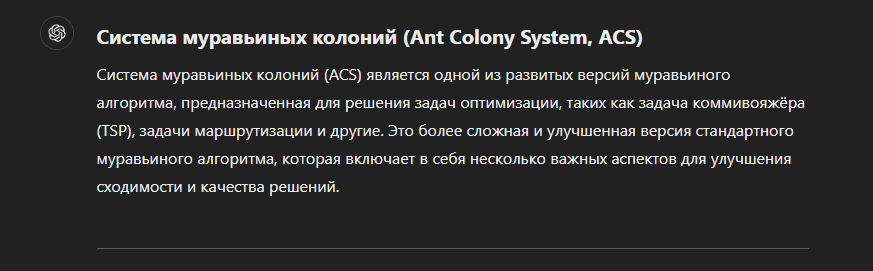 Система муравьиных колоний (Ant Colony System, ACS)
Система муравьиных колоний (ACS) является одной из развитых версий муравьиного
алгоритма, предназначенная для решения задач оптимизации, таких как задача коммивояжёра
(TSP), задачи маршрутизации и другие. Это более сложная и улучшенная версия стандартного
муравьиного алгоритма, которая включает в себя несколько важных аспектов для улучшения
сходимости и качества решений.